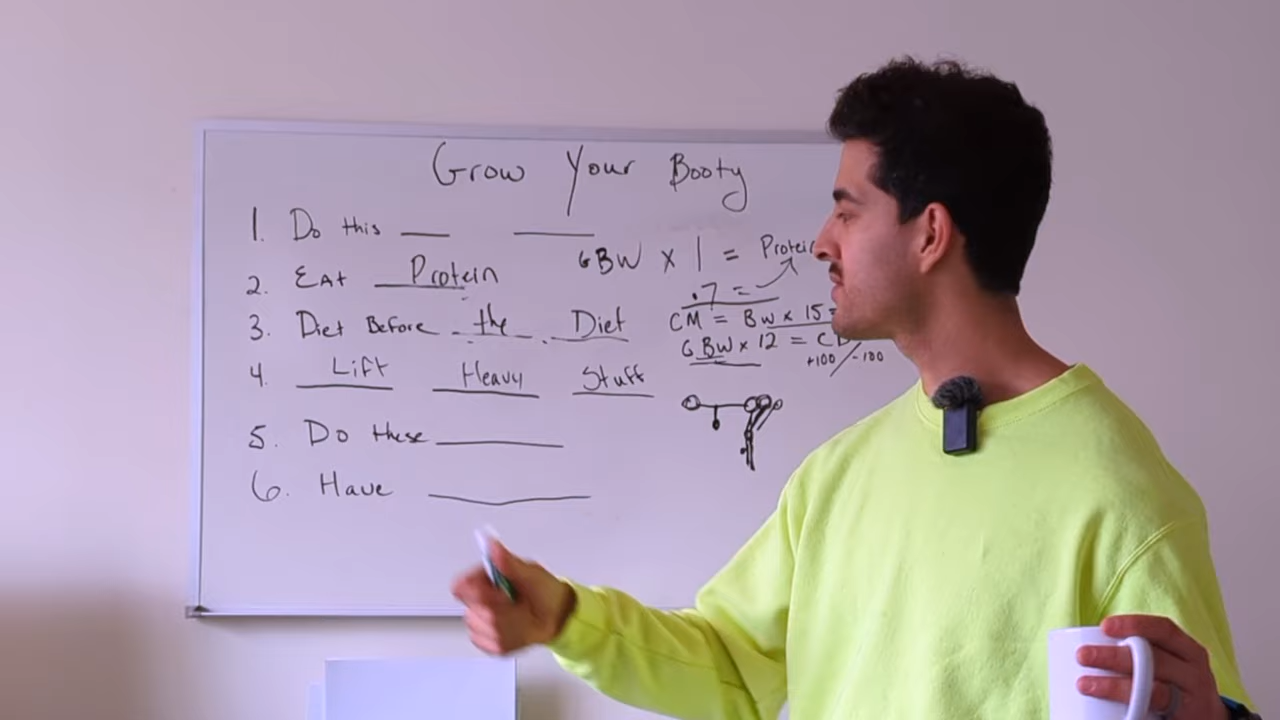 Grow Your Booty
1. Do this
2. Eat Protein
GBW x 1 = Protein
.7 =
3. Diet Before the Diet
CM = BW x 15 =
GBW x 12 =
+100/-100
4. Lift Heavy Stuff
5. Do these
6. Have